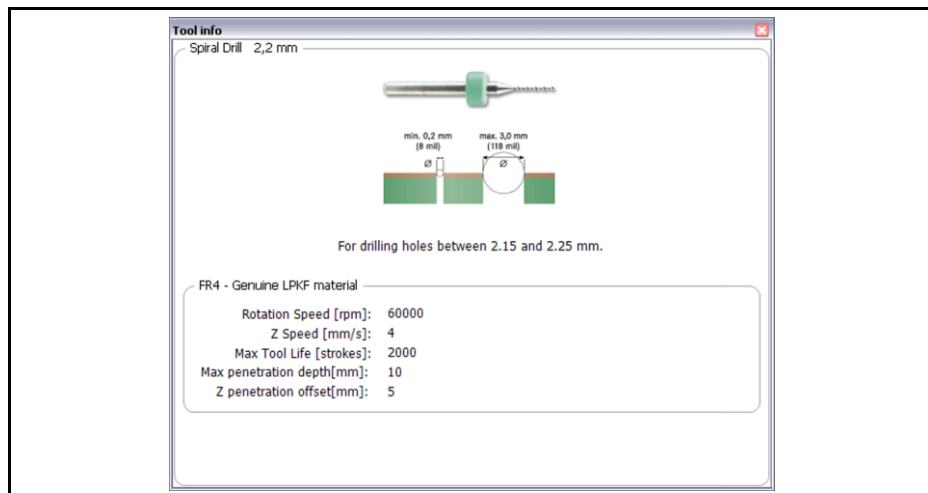 Tool info
Spiral Drill 2,2 mm
min. 0,2 mm max. 3,0 mm
(8 mil) (118 mil)
Ø Ø
For drilling holes between 2.15 and 2.25 mm.
FR4 - Genuine LPKF material
Rotation Speed [rpm]: 60000
Z Speed [mm/s]: 4
Max Tool Life [strokes]: 2000
Max penetration depth[mm]: 10
Z penetration offset[mm]: 5